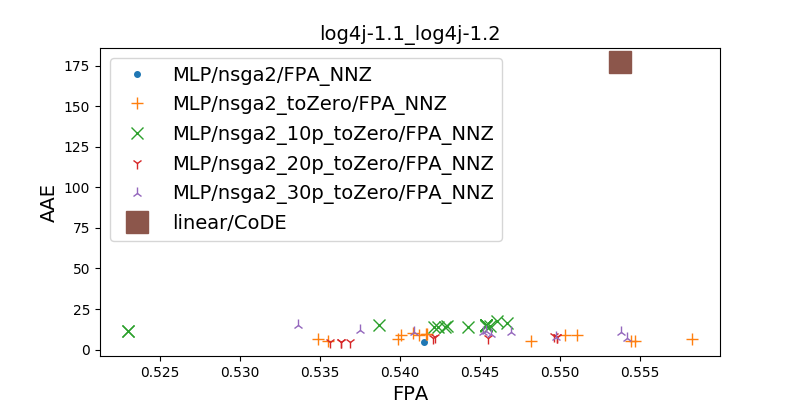 log4j-1.1_log4j-1.2
AAE
175
150
125
100
75
50
25
0
MLP/nsga2/FPA_NNZ
MLP/nsga2_toZero/FPA_NNZ
MLP/nsga2_10p_toZero/FPA_NNZ
MLP/nsga2_20p_toZero/FPA_NNZ
MLP/nsga2_30p_toZero/FPA_NNZ
linear/CoDE
0.525 0.530 0.535 0.540 0.545 0.550 0.555
FPA